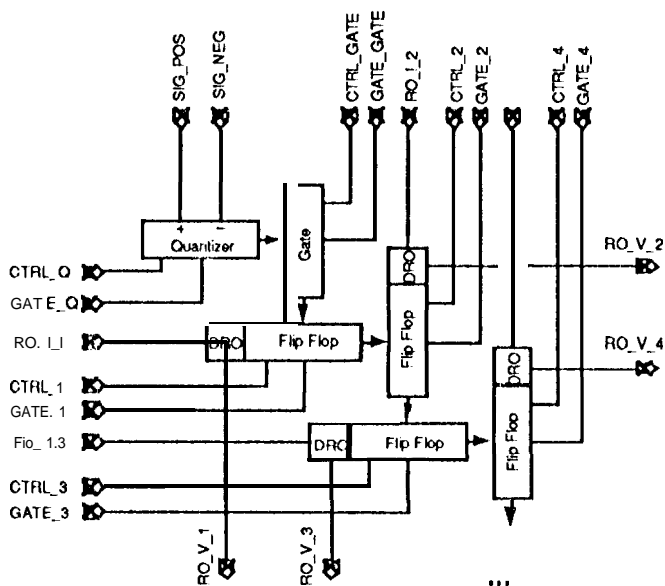 SIG_POS
SIG_NEG
CTRL_GATE
GATE_GATE
RO_I_2
CTRL_2
GATE_2
CTRL_4
GATE_4
+ −
Quantizer
Gate
CTRL_Q
GAT E_Q
DRO
RO_V_2
RO. I_I
DRO Flip Flop
Flip Flop
RO_V_4
DRO
CTRL_1
GATE. 1
Fio_ 1.3
DRO Flip Flop
Flip Flop
CTRL_3
GATE_3
RO_V_1
RO_V_3
...